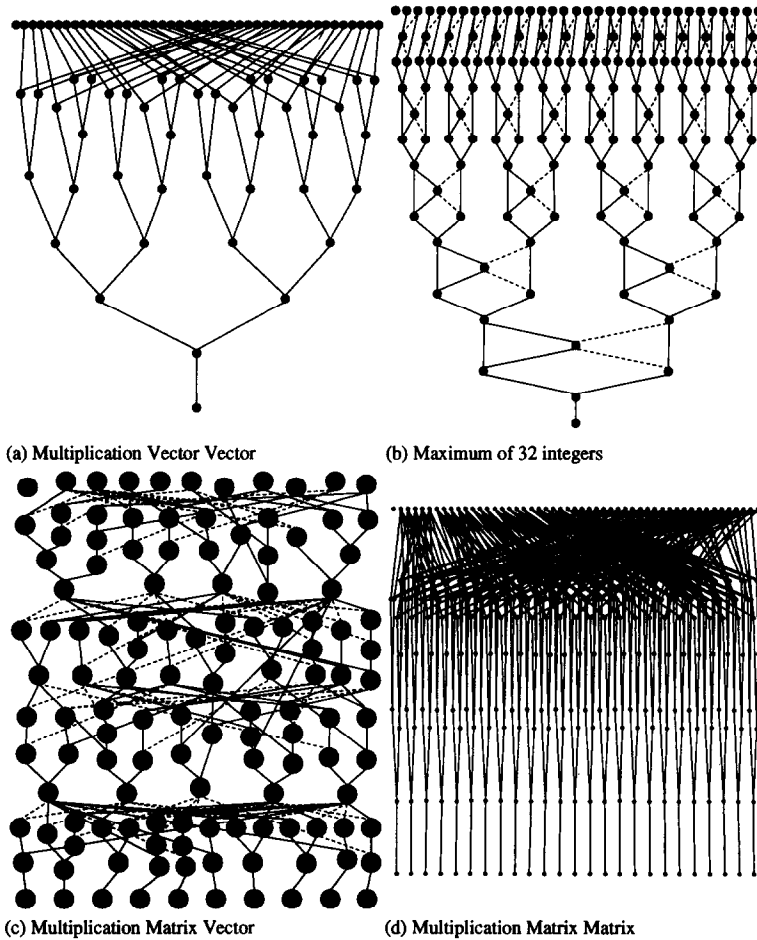 (a) Multiplication Vector Vector
(b) Maximum of 32 integers
(c) Multiplication Matrix Vector
(d) Multiplication Matrix Matrix